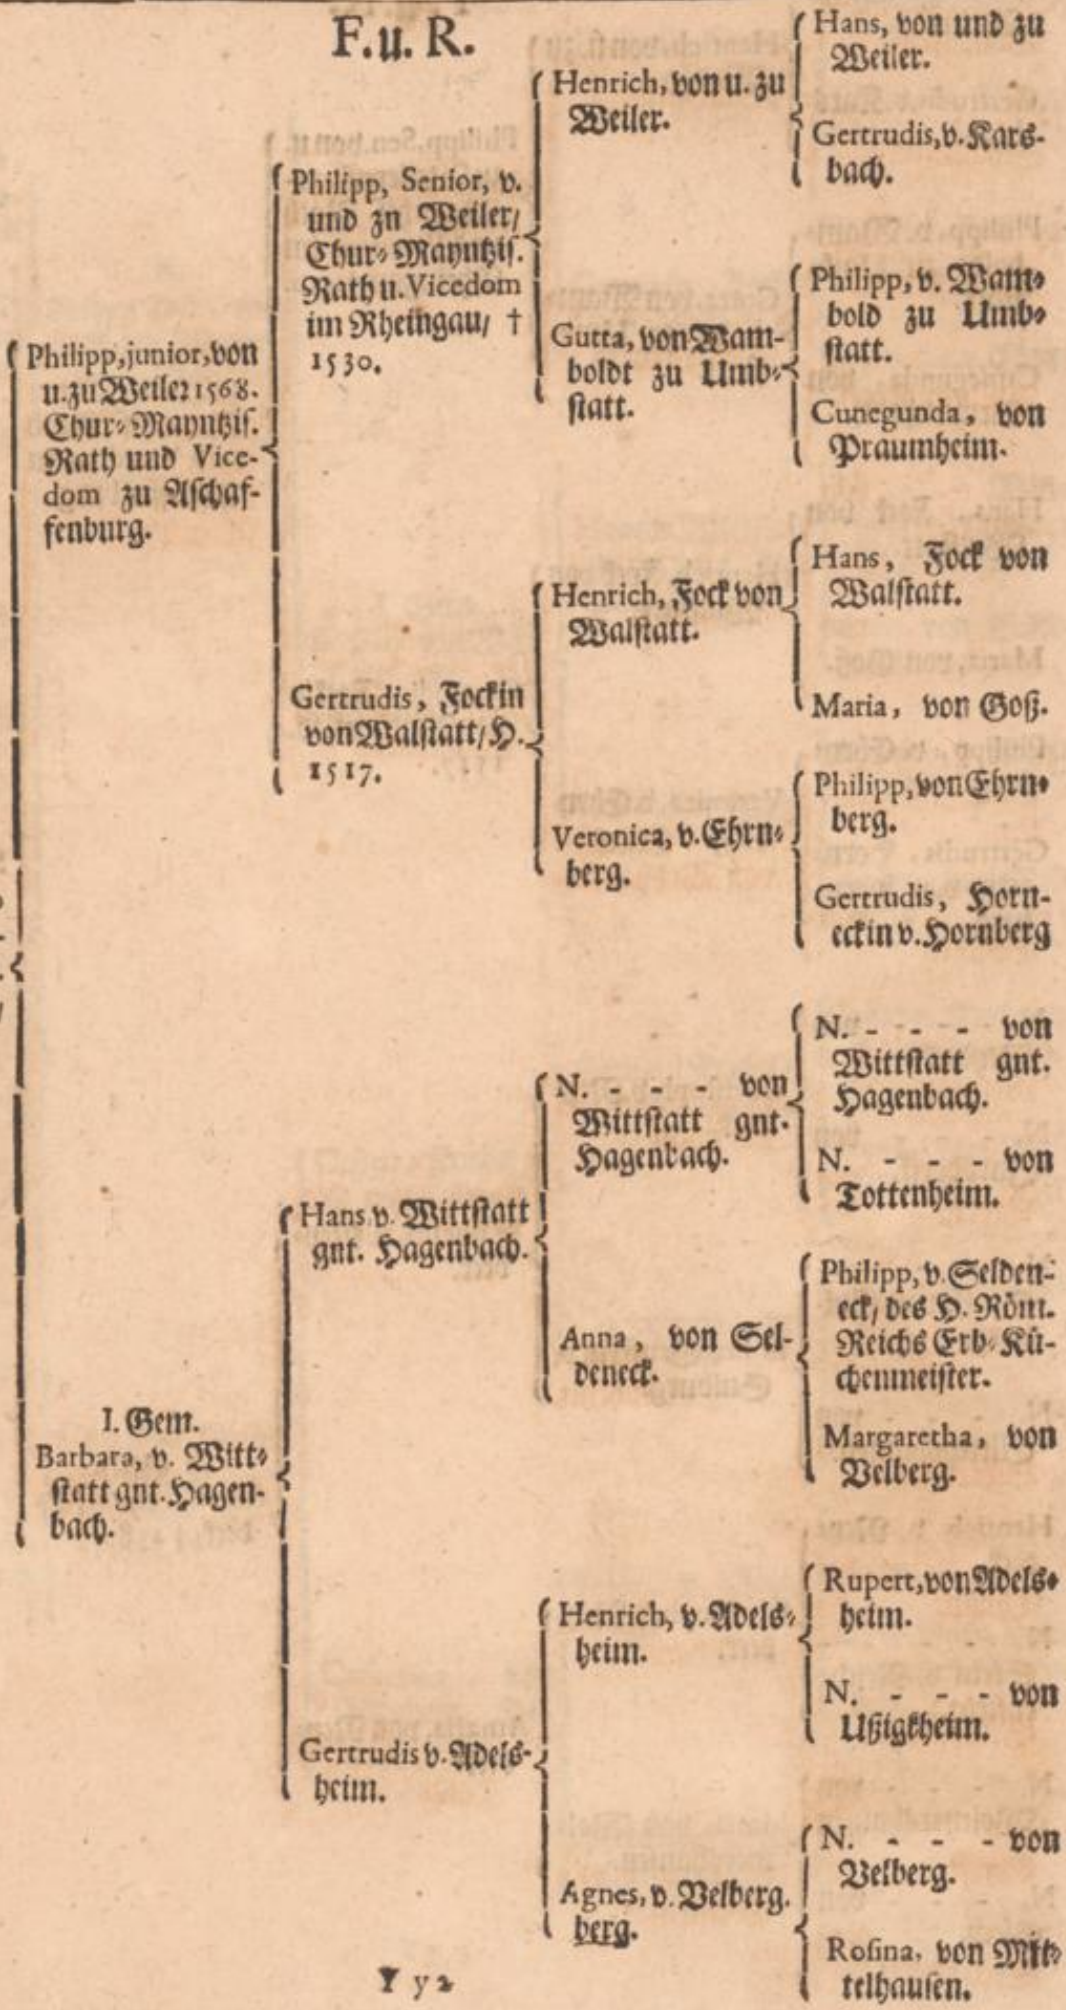 F. u. R.
Philipp, junior, von
u. zu Weiler 1568.
Chur-Mayntzis.
Rath und Vice-
dom zu Aschaf-
fenburg.
I. Gem.
Barbara, v. Witt-
statt gnt. Hagen-
bach.
Philipp, Senior, v.
und zn Weiler/
Chur-Mayntzis.
Rath u. Vicedom
im Rheingau/ †
1530.
Gertrudis, Fockin
von Walstatt/ H.
1517.
Hans v. Wittstatt
gnt. Hagenbach.
Gertrudis v. Adels-
heim.
Henrich, von u. zu
Weiler.
Gutta, von Wam-
boldt zu Umb-
statt.
Henrich, Fock von
Walstatt.
Veronica, v. Ehrn-
berg.
N. - - - von
Wittstatt gnt.
Hagenbach.
Anna, von Sel-
deneck.
Henrich, v. Adels-
heim.
Agnes, v. Velberg.
berg.
Hans, von und zu
Weiler.
Gertrudis, v. Kars-
bach.
Philipp, v. Wam-
bold zu Umb-
statt.
Cunegunda, von
Praumheim.
Hans, Fock von
Walstatt.
Maria, von Goß.
Philipp, von Ehrn-
berg.
Gertrudis, Horn-
eckin v. Hornberg
N. - - - von
Wittstatt gnt.
Hagenbach.
N. - - - von
Tottenheim.
Philipp, v. Selden-
eck/ des H. Röm.
Reichs Erb-Kü-
chenmeister.
Margaretha, von
Velberg.
Rupert, von Adels-
heim.
N. - - - von
Ußigkheim.
N. - - - von
Velberg.
Rosina, von Mit-
telhausen.
Y y 2